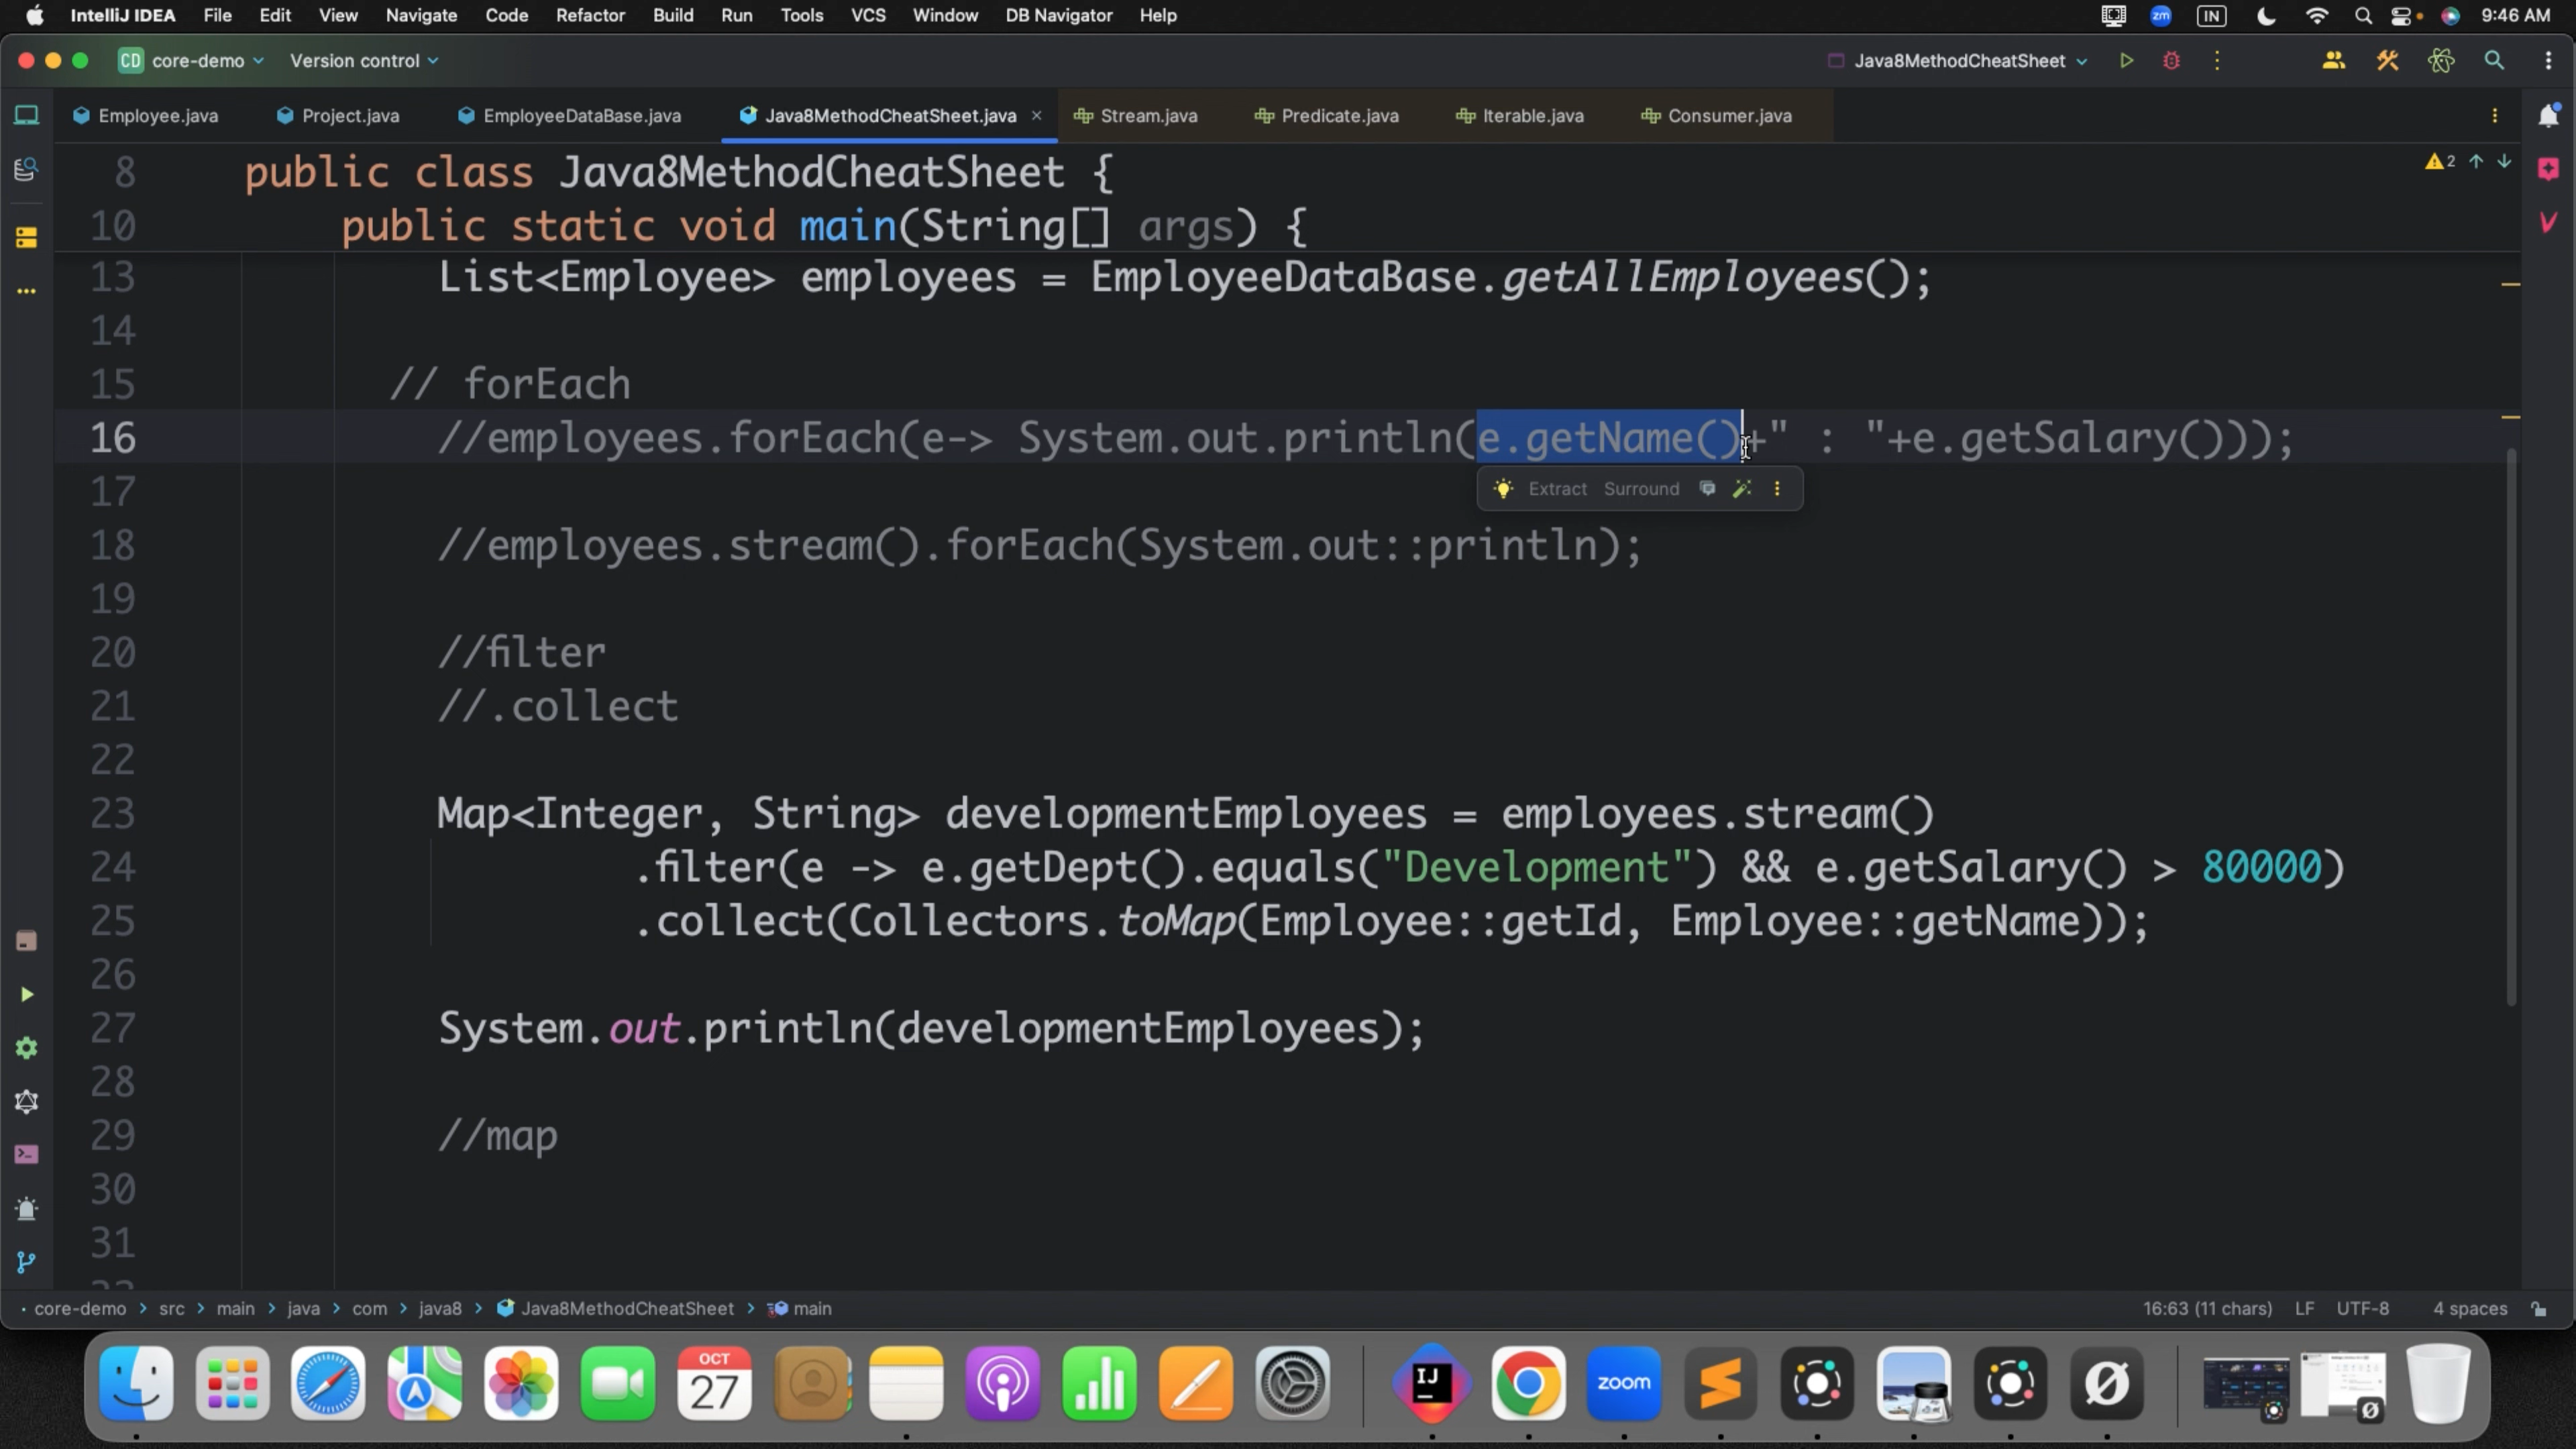 IntelliJ IDEA File Edit View Navigate Code Refactor Build Run Tools VCS Window DB Navigator Help zm IN 9:46 AM
CD core-demo Version control Java8MethodCheatSheet
Employee.java Project.java EmployeeDataBase.java Java8MethodCheatSheet.java Stream.java Predicate.java Iterable.java Consumer.java
8 public class Java8MethodCheatSheet { 2
10 public static void main(String[] args) {
13 List<Employee> employees = EmployeeDataBase.getAllEmployees();
14
15 // forEach
16 //employees.forEach(e-> System.out.println(e.getName()+" : "+e.getSalary()));
17 Extract Surround
18 //employees.stream().forEach(System.out::println);
19
20 //filter
21 //.collect
22
23 Map<Integer, String> developmentEmployees = employees.stream()
24 .filter(e -> e.getDept().equals("Development") && e.getSalary() > 80000)
25 .collect(Collectors.toMap(Employee::getId, Employee::getName));
26
27 System.out.println(developmentEmployees);
28
29 //map
30
31
core-demo > src > main > java > com > java8 > Java8MethodCheatSheet > main 16:63 (11 chars) LF UTF-8 4 spaces
OCT
27
IJ
zoom